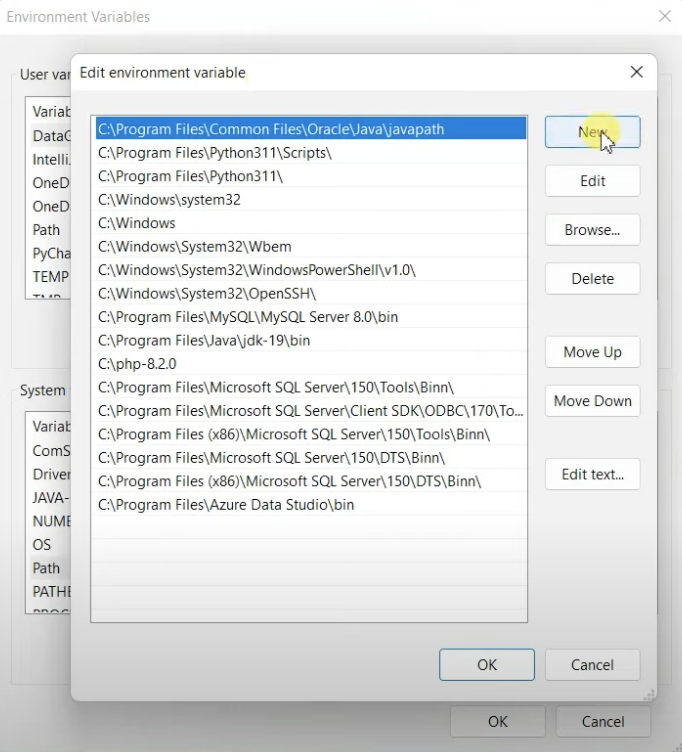 Environment Variables
User var
Edit environment variable
Variab
DataG
Intelli.
OneD
OneD
Path
PyCha
TEMP
C:\Program Files\Common Files\Oracle\Java\javapath
C:\Program Files\Python311\Scripts\
C:\Program Files\Python311\
C:\Windows\system32
C:\Windows
C:\Windows\System32\Wbem
C:\Windows\System32\WindowsPowerShell\v1.0\
C:\Windows\System32\OpenSSH\
C:\Program Files\MySQL\MySQL Server 8.0\bin
C:\Program Files\Java\jdk-19\bin
C:\php-8.2.0
C:\Program Files\Microsoft SQL Server\150\Tools\Binn\
C:\Program Files\Microsoft SQL Server\Client SDK\ODBC\170\To...
C:\Program Files (x86)\Microsoft SQL Server\150\Tools\Binn\
C:\Program Files\Microsoft SQL Server\150\DTS\Binn\
C:\Program Files (x86)\Microsoft SQL Server\150\DTS\Binn\
C:\Program Files\Azure Data Studio\bin
New
Edit
Browse...
Delete
Move Up
Move Down
Edit text...
System
Variab
ComS
Driver
JAVA-
NUME
OS
Path
PATHE
OK
Cancel
OK
Cancel